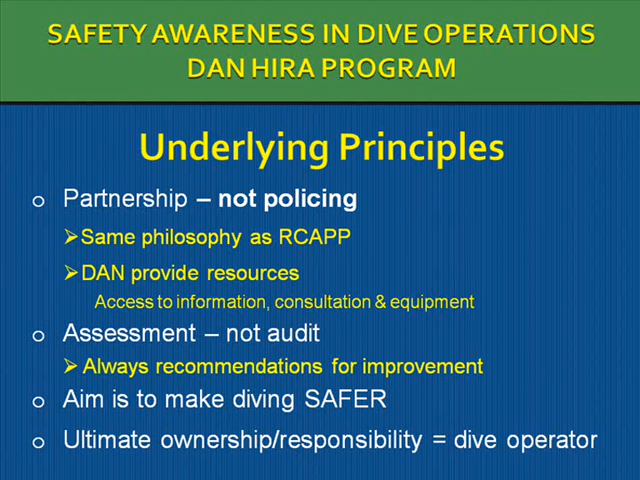 SAFETY AWARENESS IN DIVE OPERATIONS
DAN HIRA PROGRAM
Underlying Principles
o Partnership – not policing
➢Same philosophy as RCAPP
➢DAN provide resources
Access to information, consultation & equipment
o Assessment – not audit
➢ Always recommendations for improvement
o Aim is to make diving SAFER
o Ultimate ownership/responsibility = dive operator